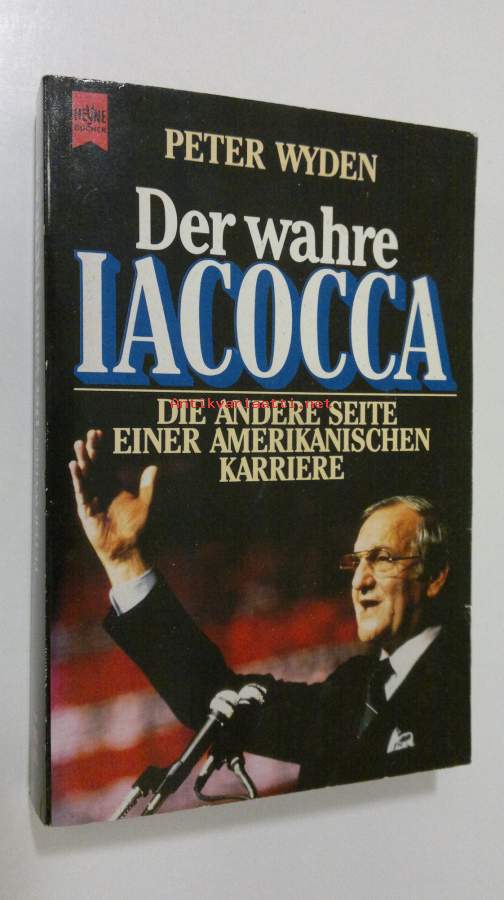 HEYNE
BÜCHER
PETER WYDEN
Der wahre
IACOCCA
Antikvariaatti.net
DIE ANDERE SEITE
EINER AMERIKANISCHEN
KARRIERE